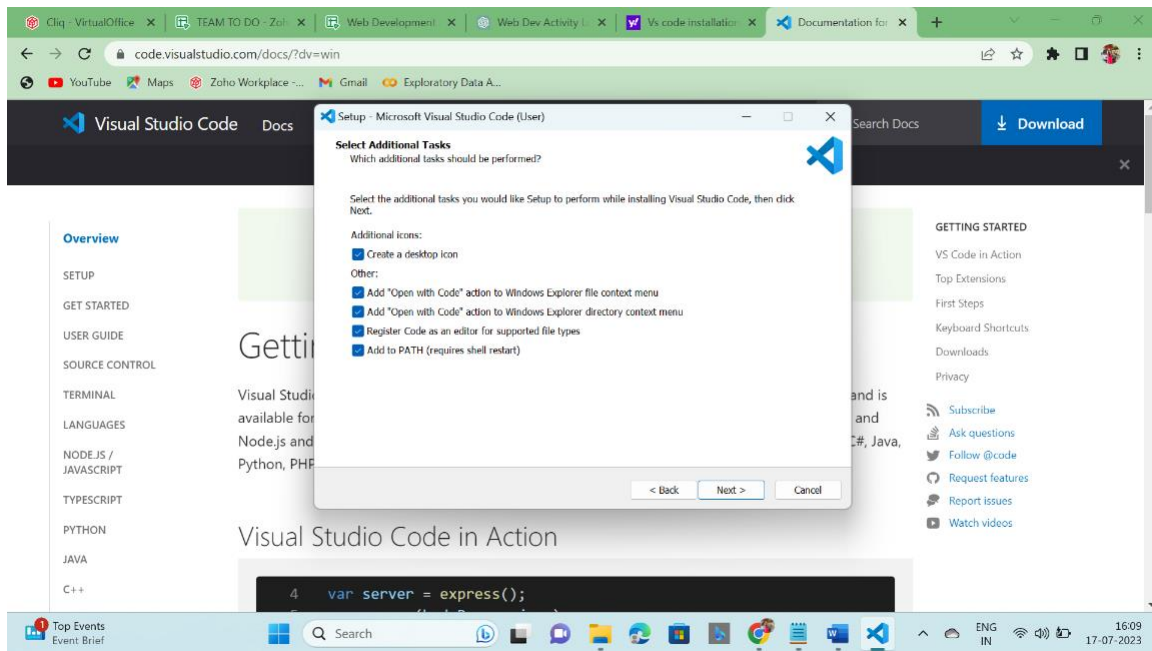 Cliq - VirtualOffice
TEAM TO DO - Zoh
Web Development
Web Dev Activity L
Vs code installation
Documentation for
code.visualstudio.com/docs/?dv=win
YouTube
Maps
Zoho Workplace -...
Gmail
Exploratory Data A...
Visual Studio Code
Docs
Search Docs
Download
Setup - Microsoft Visual Studio Code (User)
Select Additional Tasks
Which additional tasks should be performed?
Select the additional tasks you would like Setup to perform while installing Visual Studio Code, then click
Next.
Additional icons:
Create a desktop icon
Other:
Add "Open with Code" action to Windows Explorer file context menu
Add "Open with Code" action to Windows Explorer directory context menu
Register Code as an editor for supported file types
Add to PATH (requires shell restart)
< Back
Next >
Cancel
Overview
SETUP
GET STARTED
USER GUIDE
SOURCE CONTROL
TERMINAL
LANGUAGES
NODE.JS /
JAVASCRIPT
TYPESCRIPT
PYTHON
JAVA
C++
Getti
Visual Studi
and is
available for
and
Node.js and
C#, Java,
Python, PHP
Visual Studio Code in Action
4 var server = express();
GETTING STARTED
VS Code in Action
Top Extensions
First Steps
Keyboard Shortcuts
Downloads
Privacy
Subscribe
Ask questions
Follow @code
Request features
Report issues
Watch videos
1
Top Events
Event Brief
Search
ENG
IN
16:09
17-07-2023